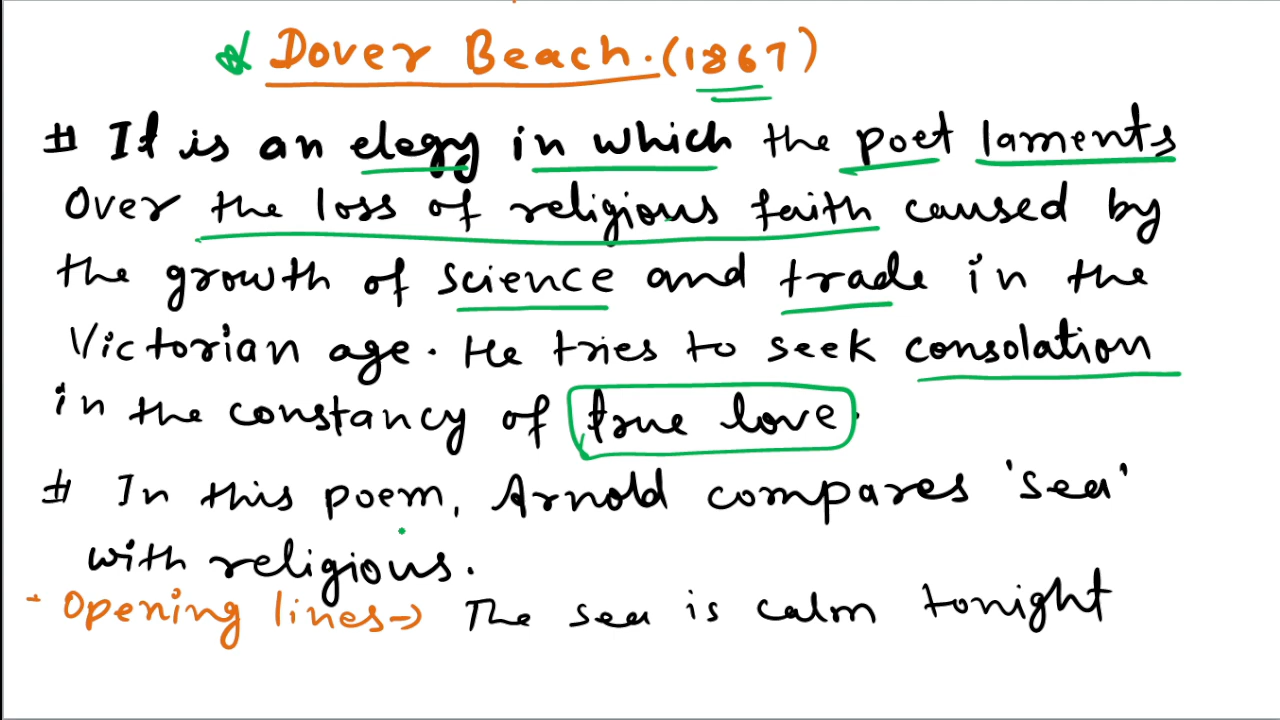 Dover Beach. (1867)
# It is an elegy in which the poet laments
Over the loss of religious faith caused by
the growth of science and trade in the
Victorian age. He tries to seek consolation
in the constancy of true love.
# In this poem, Arnold compares 'sea'
with religious.
- Opening lines → The sea is calm tonight